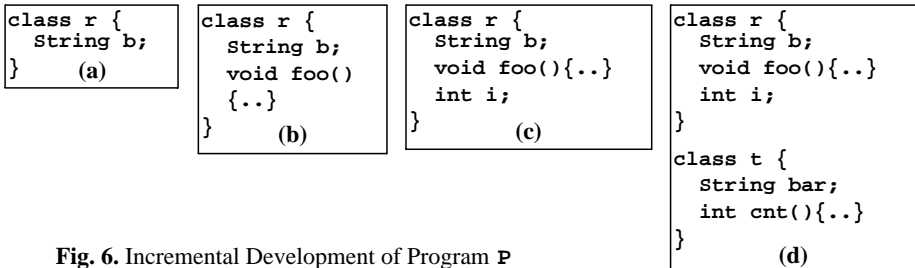 class r {
String b;
}
(a)
class r {
String b;
void foo()
{..}
}
(b)
class r {
String b;
void foo(){..}
int i;
}
(c)
class r {
String b;
void foo(){..}
int i;
}
class t {
String bar;
int cnt(){..}
}
(d)
Fig. 6. Incremental Development of Program P